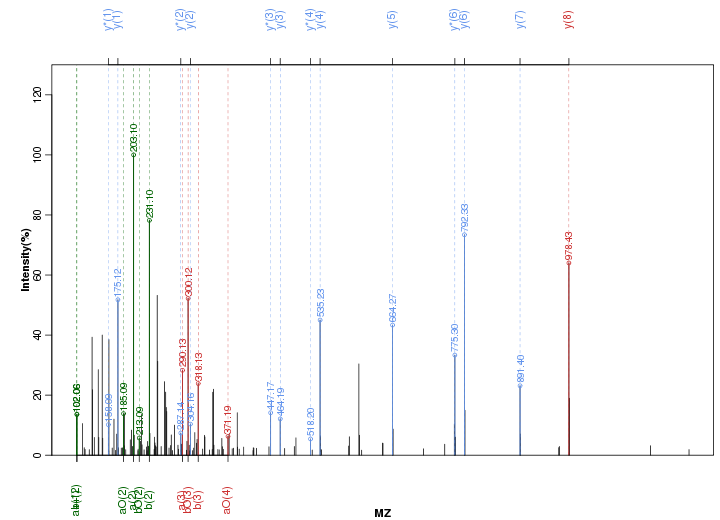 y*(1)
y(1)
y*(2)
y(2)
y*(3)
y(3)
y*(4)
y(4)
y(5)
y*(6)
y(6)
y(7)
y(8)
Intensity(%)
0
20
40
60
80
100
120
102.06
158.09
175.12
185.09
203.10
213.09
231.10
287.14
290.13
300.12
304.16
318.13
371.19
447.17
464.19
518.20
535.23
664.27
775.30
792.33
891.40
978.43
aO(2)
a(2)
bO(2)
b(2)
a(3)
bO(3)
b(3)
aO(4)
MZ